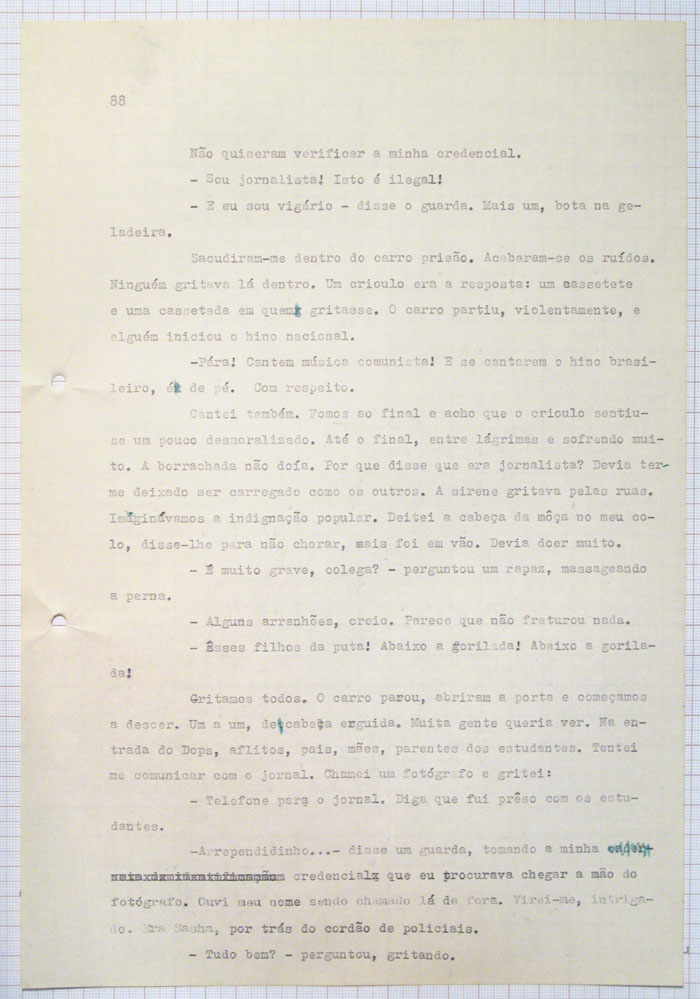 88
Não quiseram verificar a minha credencial.
- Sou jornalista! Isto é ilegal!
- E eu sou vigário - disse o guarda. Mais um, bota na ge-
ladeira.
Sacudiram-me dentro do carro prisão. Acabaram-se os ruídos.
Ninguém gritava lá dentro. Um crioulo era a resposta: um cassetete
e uma cassetada em quem gritasse. O carro partiu, violentamente, e
alguém iniciou o hino nacional.
-Pára! Cantem música comunista! E se cantarem o hino brasi-
leiro, é de pé. Com respeito.
Cantei também. Fomos ao final e acho que o crioulo sentiu-
se um pouco desmoralizado. Até o final, entre lágrimas e sofrendo mui-
to. A borrachada não doía. Por que disse que era jornalista? Devia ter-
me deixado ser carregado como os outros. A sirene gritava pelas ruas.
Imáginávamos a indignação popular. Deitei a cabeça da môça no meu co-
lo, disse-lhe para não chorar, mais foi em vão. Devia doer muito.
- É muito grave, colega? - perguntou um rapaz, massageando
a perna.
- Alguns arranhões, creio. Parece que não fraturou nada.
- Êsses filhos da puta! Abaixo a gorilada! Abaixo a gorila-
da!
Gritamos todos. O carro parou, abriram a porta e começamos
a descer. Um a um, de cabeça erguida. Muita gente queria ver. Na en-
trada do Dops, aflitos, pais, mães, parentes dos estudantes. Tentei
me comunicar com o jornal. Chamei um fotógrafo e gritei:
- Telefone para o jornal. Diga que fui prêso com os estu-
dantes.
-Arrependidinho...- disse um guarda, tomando a minha
credencial que eu procurava chegar a mão do
fotógrafo. Ouvi meu nome sendo chamado lá de fora. Virei-me, intriga-
do. Era Sasha, por trás do cordão de policiais.
- Tudo bem? - perguntou, gritando.